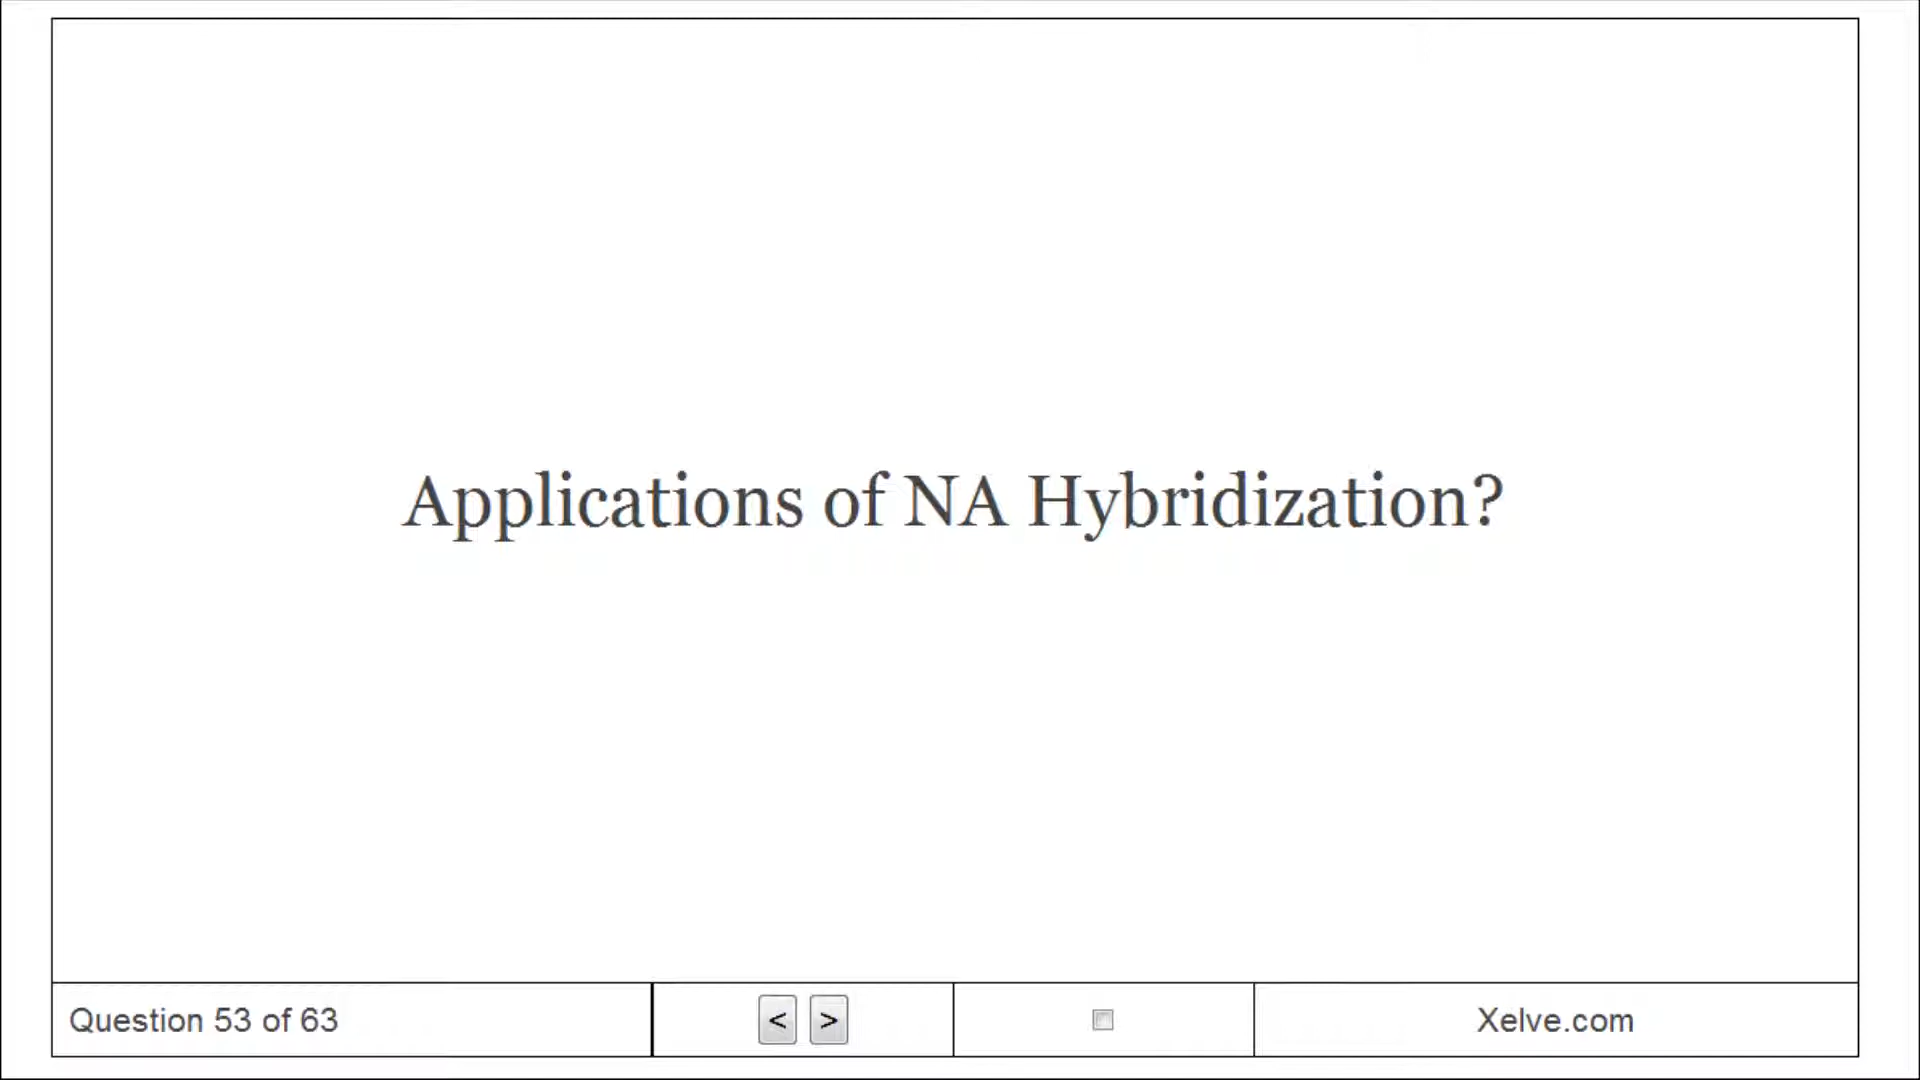 Applications of NA Hybridization?
Question 53 of 63
< >
Xelve.com